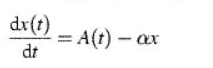 dx(t)/dt = A(t) − αx